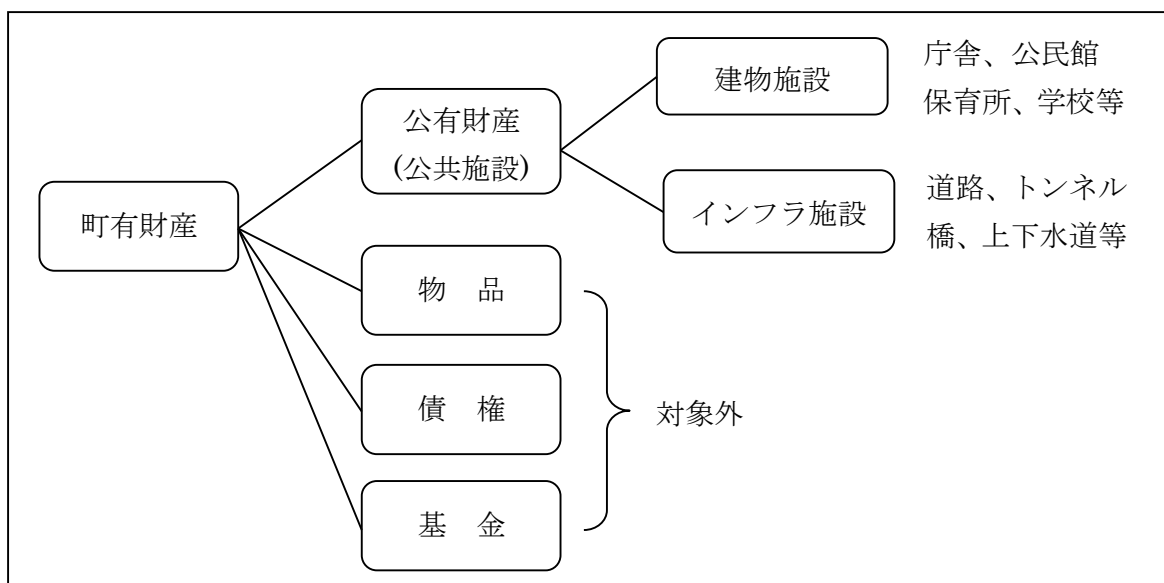 町有財産
公有財産
(公共施設)
建物施設
庁舎、公民館
保育所、学校等
インフラ施設
道路、トンネル
橋、上下水道等
物　品
債　権
基　金
対象外